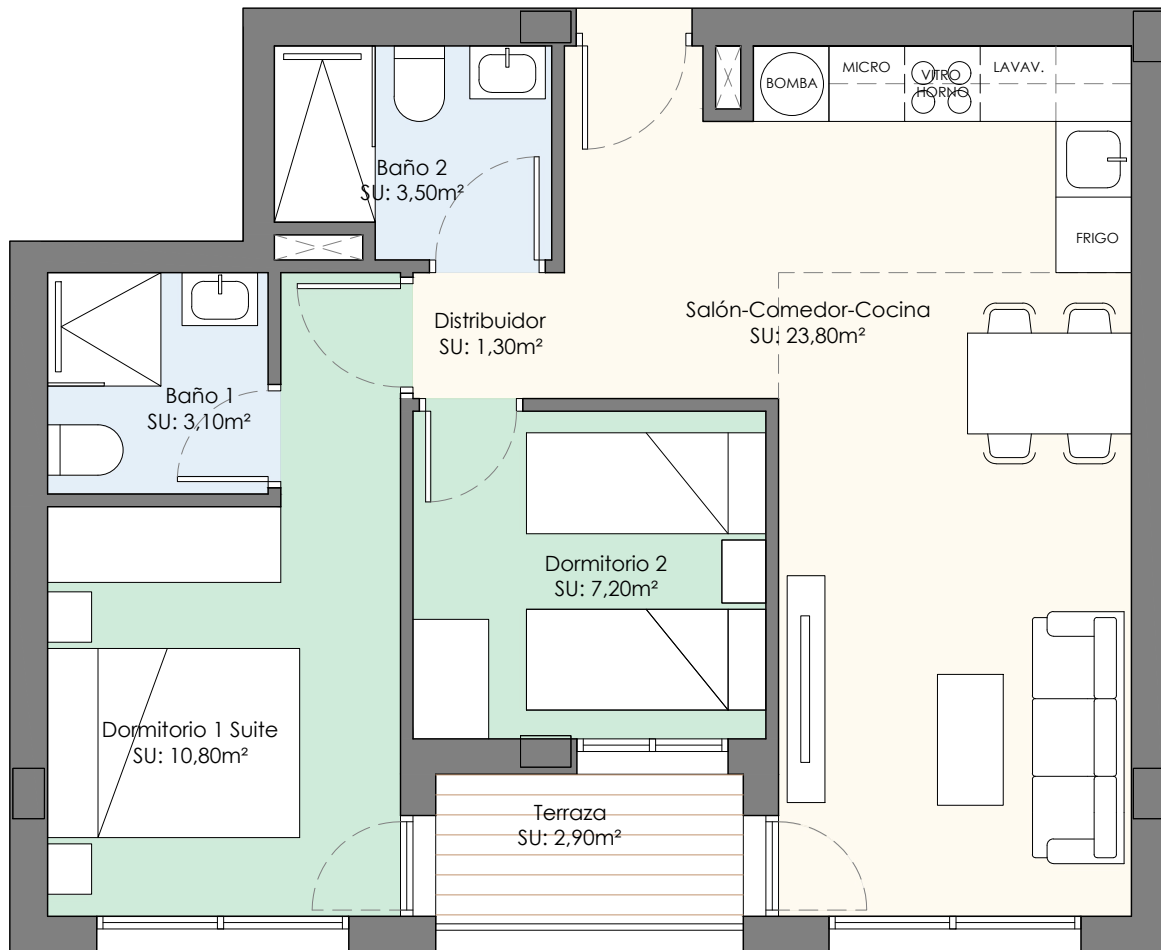 BOMBA
MICRO
VITRO
HORNO
LAVAV.
Baño 2
SU: 3,50m²
FRIGO
Distribuidor
SU: 1,30m²
Salón-Comedor-Cocina
SU: 23,80m²
Baño 1
SU: 3,10m²
Dormitorio 2
SU: 7,20m²
Dormitorio 1 Suite
SU: 10,80m²
Terraza
SU: 2,90m²